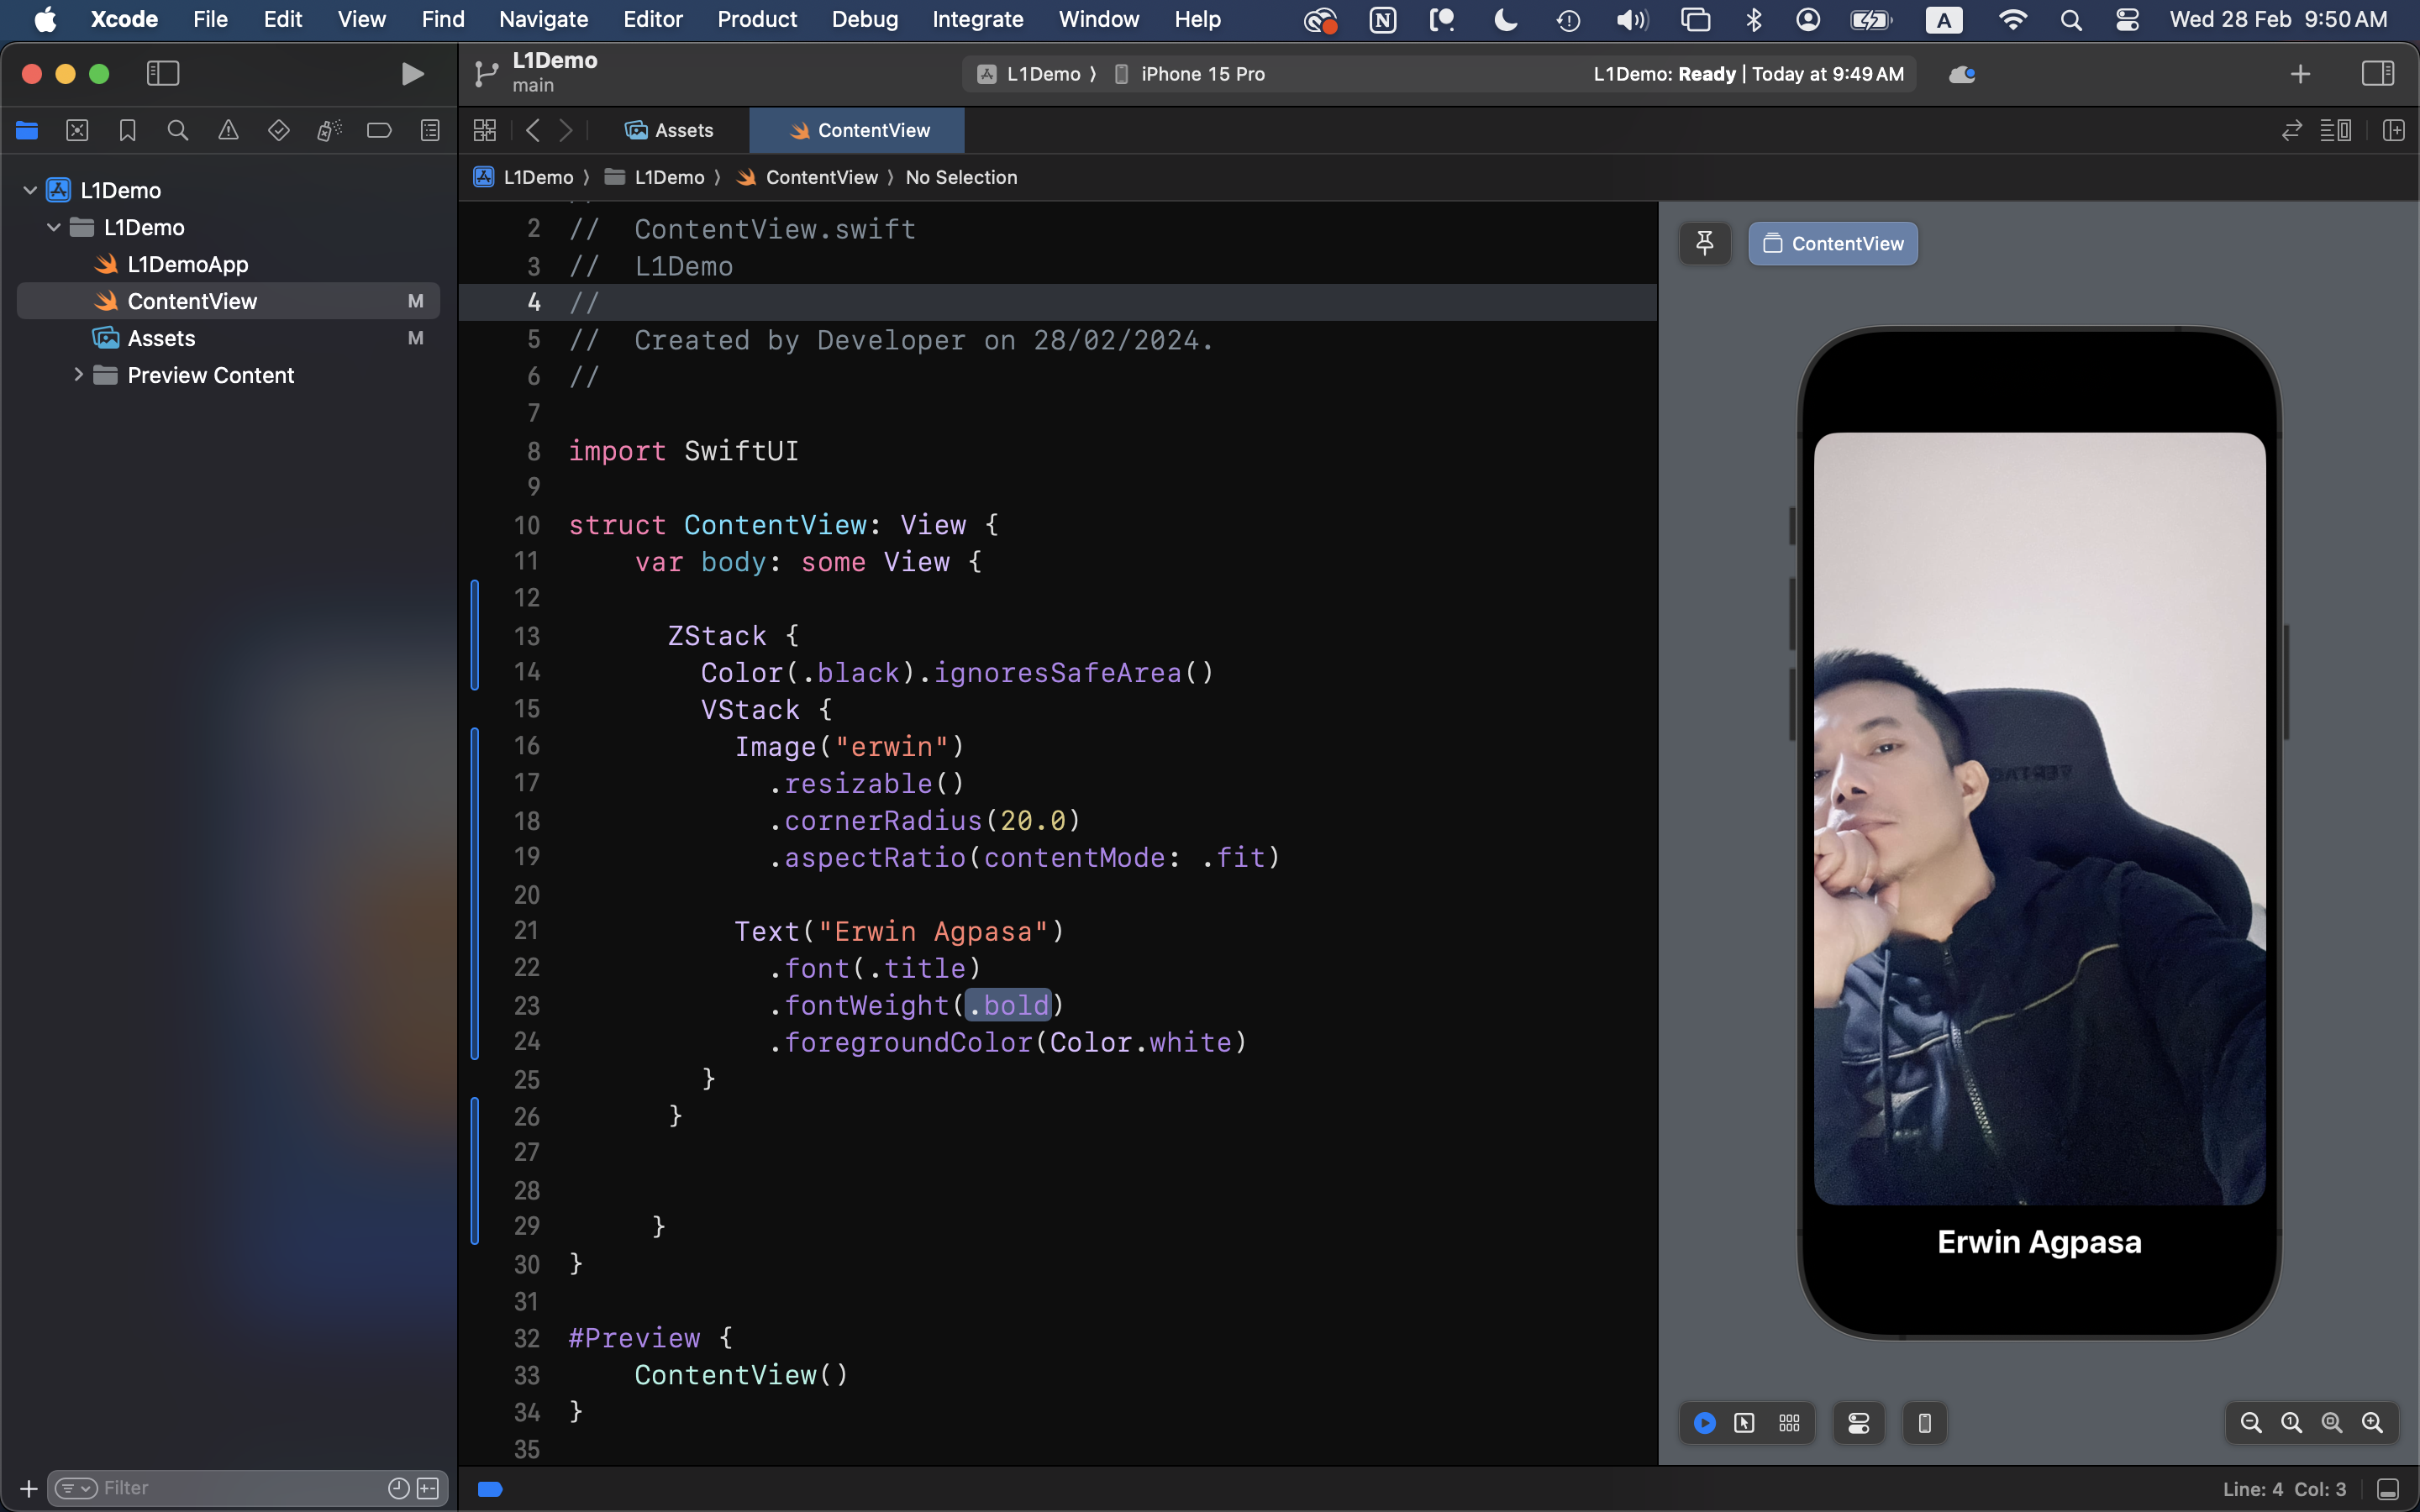 Xcode File Edit View Find Navigate Editor Product Debug Integrate Window Help A Wed 28 Feb 9:50 AM
L1Demo
main
L1Demo ⟩ iPhone 15 Pro L1Demo: Ready | Today at 9:49 AM
Assets ContentView
L1Demo ⟩ L1Demo ⟩ ContentView ⟩ No Selection
L1Demo
L1Demo
L1DemoApp
ContentView M
Assets M
Preview Content
2 // ContentView.swift
3 // L1Demo
4 //
5 // Created by Developer on 28/02/2024.
6 //
7
8 import SwiftUI
9
10 struct ContentView: View {
11 var body: some View {
12
13 ZStack {
14 Color(.black).ignoresSafeArea()
15 VStack {
16 Image("erwin")
17 .resizable()
18 .cornerRadius(20.0)
19 .aspectRatio(contentMode: .fit)
20
21 Text("Erwin Agpasa")
22 .font(.title)
23 .fontWeight(.bold)
24 .foregroundColor(Color.white)
25 }
26 }
27
28
29 }
30 }
31
32 #Preview {
33 ContentView()
34 }
35
ContentView
Erwin Agpasa
Filter
Line: 4 Col: 3